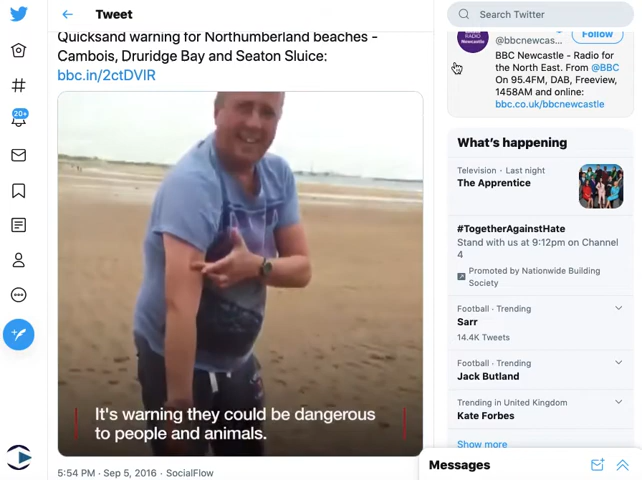 Tweet
Search Twitter
Quicksand warning for Northumberland beaches -
Cambois, Druridge Bay and Seaton Sluice:
bbc.in/2ctDVIR
20+
It's warning they could be dangerous
to people and animals.
5:54 PM · Sep 5, 2016 · SocialFlow
RADIO
Newcastle
@bbcnewcas...
Follow
BBC Newcastle - Radio for
the North East. From @BBC
On 95.4FM, DAB, Freeview,
1458AM and online:
bbc.co.uk/bbcnewcastle
What's happening
Television · Last night
The Apprentice
#TogetherAgainstHate
Stand with us at 9:12pm on Channel
4
Promoted by Nationwide Building
Society
Football · Trending
Sarr
14.4K Tweets
Football · Trending
Jack Butland
Trending in United Kingdom
Kate Forbes
Show more
Messages